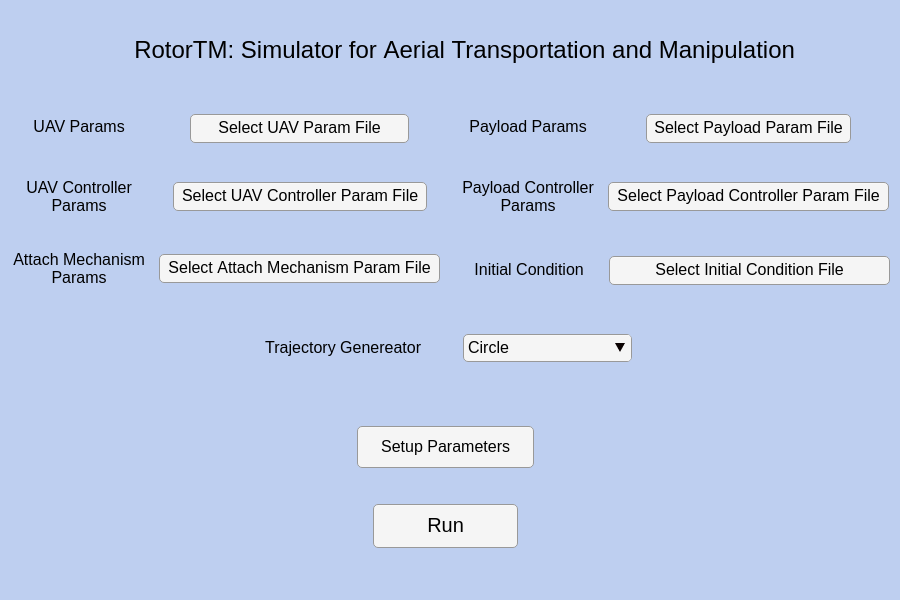 RotorTM: Simulator for Aerial Transportation and Manipulation
UAV Params
Select UAV Param File
Payload Params
Select Payload Param File
UAV Controller
Params
Select UAV Controller Param File
Payload Controller
Params
Select Payload Controller Param File
Attach Mechanism
Params
Select Attach Mechanism Param File
Initial Condition
Select Initial Condition File
Trajectory Genereator
Circle
Setup Parameters
Run